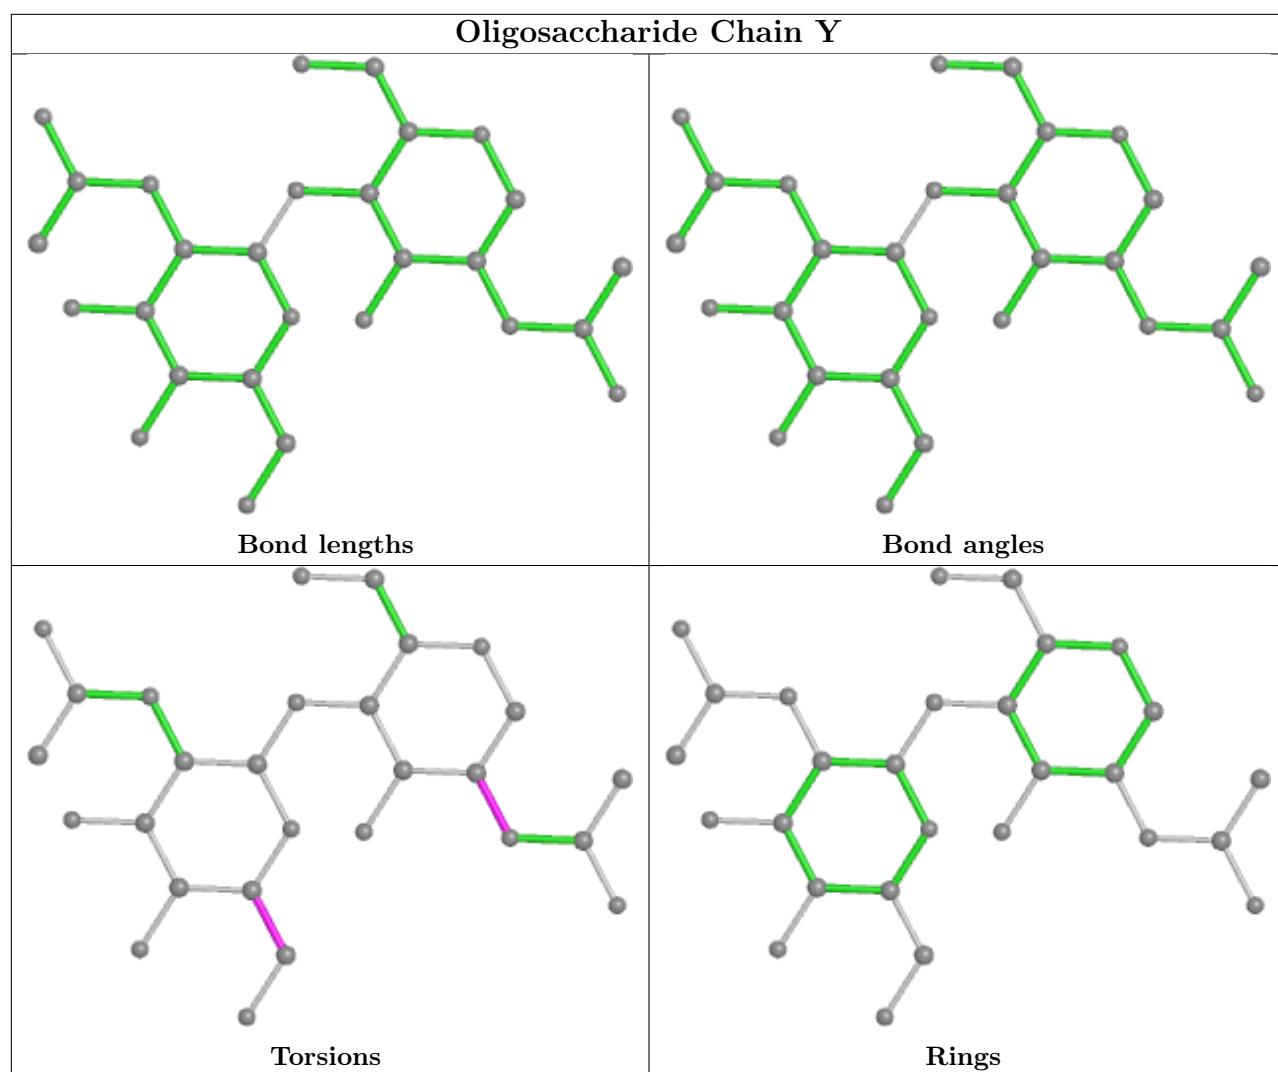 Oligosaccharide Chain Y
Bond lengths
Bond angles
Torsions
Rings